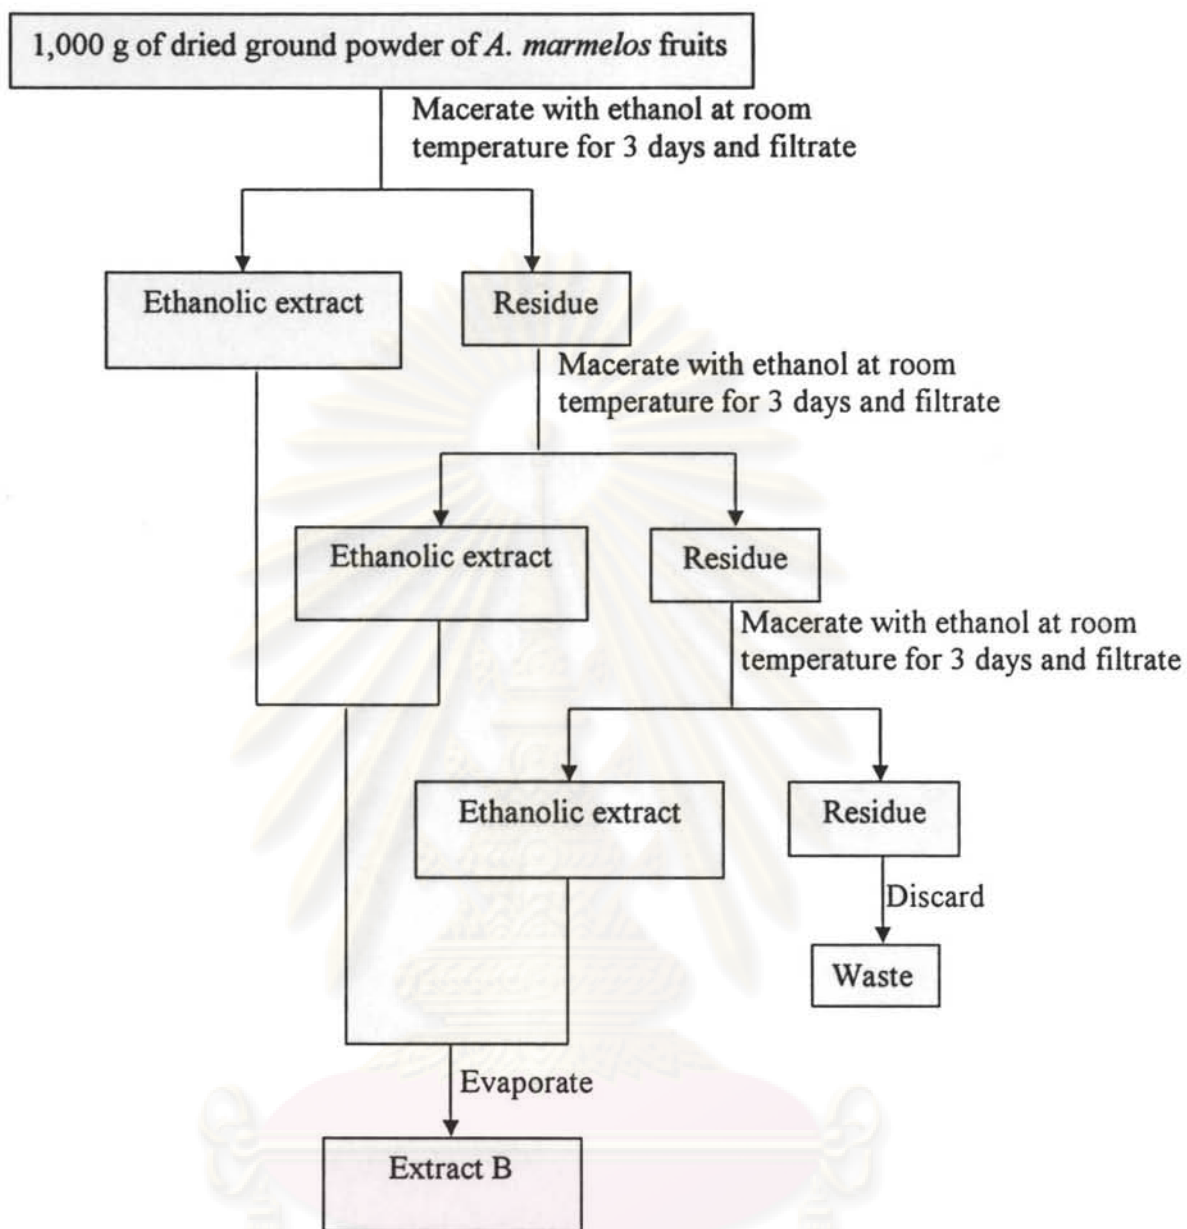 1,000 g of dried ground powder of A. marmelos fruits
Macerate with ethanol at room
temperature for 3 days and filtrate
Ethanolic extract
Residue
Macerate with ethanol at room
temperature for 3 days and filtrate
Ethanolic extract
Residue
Macerate with ethanol at room
temperature for 3 days and filtrate
Ethanolic extract
Residue
Discard
Waste
Evaporate
Extract B